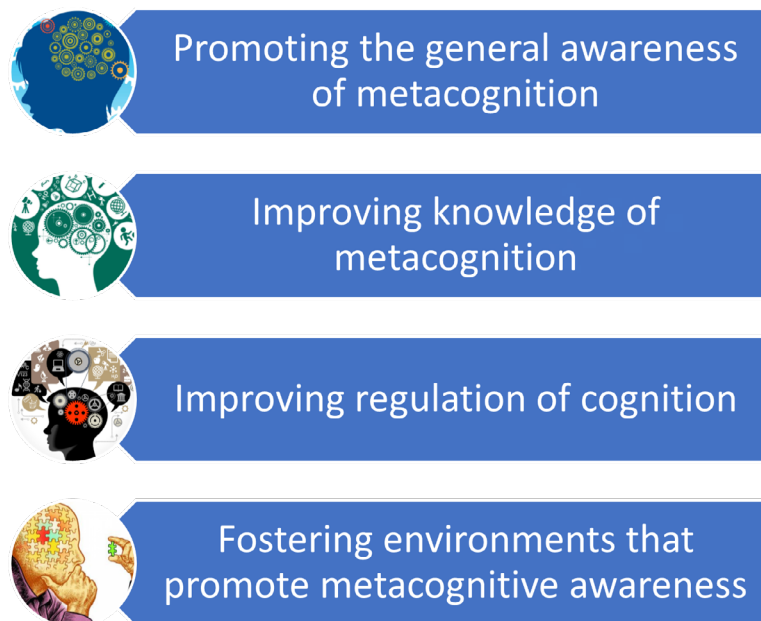 Promoting the general awareness
of metacognition
Improving knowledge of
metacognition
Improving regulation of cognition
Fostering environments that
promote metacognitive awareness